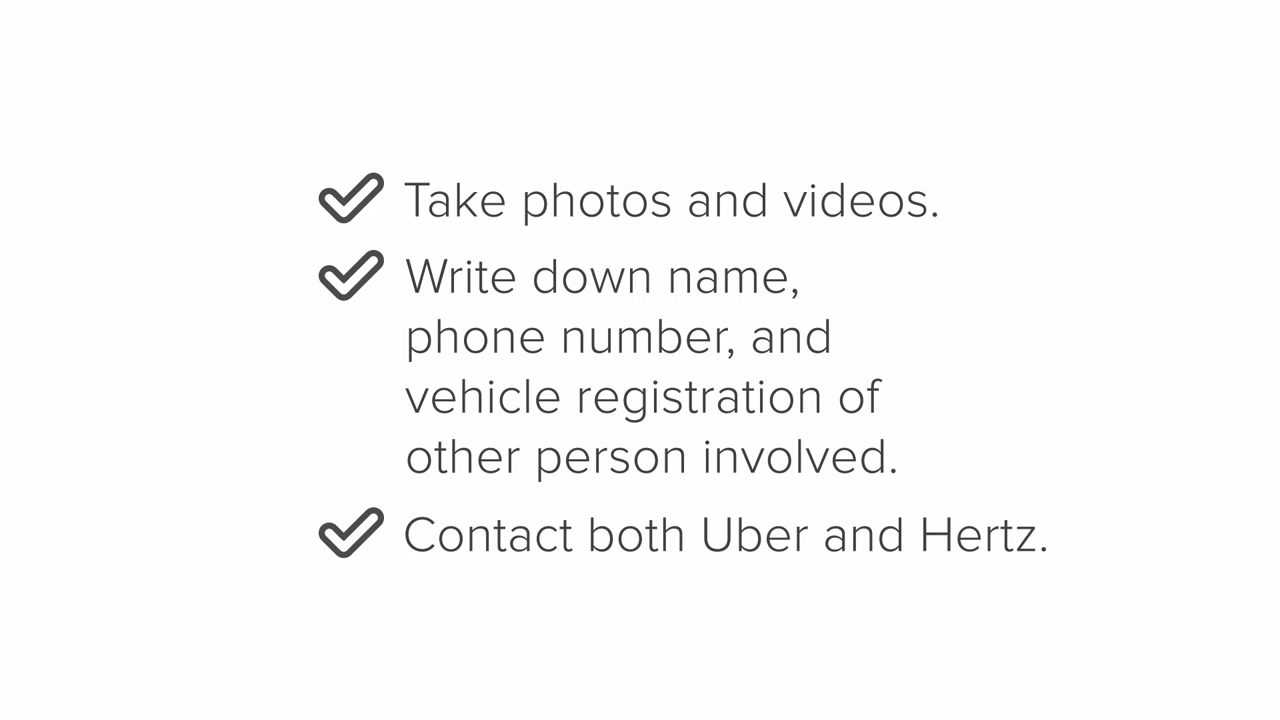 Take photos and videos.
Write down name,
phone number, and
vehicle registration of
other person involved.
Contact both Uber and Hertz.